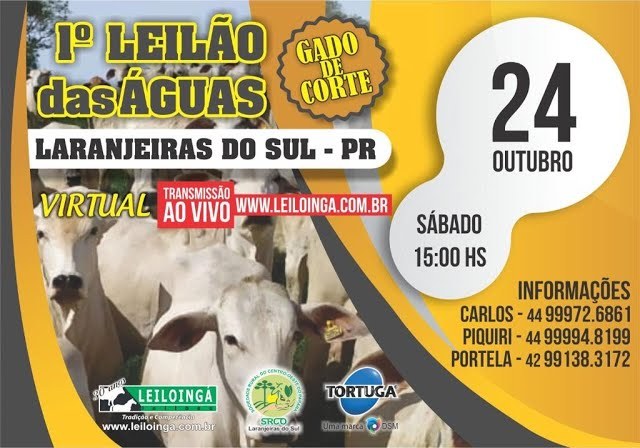 1º LEILÃO
das ÁGUAS
GADO
DE
CORTE
LARANJEIRAS DO SUL - PR
VIRTUAL
TRANSMISSÃO
AO VIVO
WWW.LEILOINGA.COM.BR
24
OUTUBRO
SÁBADO
15:00 HS
INFORMAÇÕES
CARLOS - 44 99972.6861
PIQUIRI - 44 99994.8199
PORTELA - 42 99138.3172
LEILOINGÁ
Tradição e Competência
www.leiloinga.com.br
SRCO
Laranjeiras do Sul
TORTUGA
Uma marca DSM